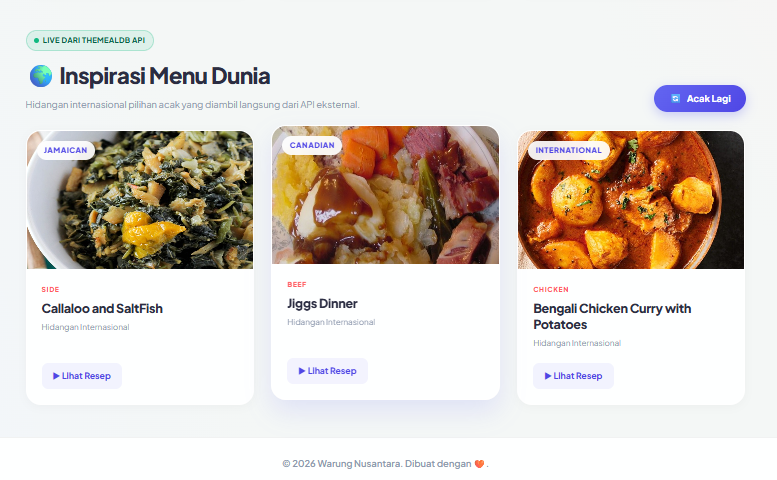 LIVE DARI THEMEALDB API
Inspirasi Menu Dunia
Hidangan internasional pilihan acak yang diambil langsung dari API eksternal.
Acak Lagi
JAMAICAN
SIDE
Callaloo and SaltFish
Hidangan Internasional
Lihat Resep
CANADIAN
BEEF
Jiggs Dinner
Hidangan Internasional
Lihat Resep
INTERNATIONAL
CHICKEN
Bengali Chicken Curry with
Potatoes
Hidangan Internasional
Lihat Resep
© 2026 Warung Nusantara. Dibuat dengan ❤️ .